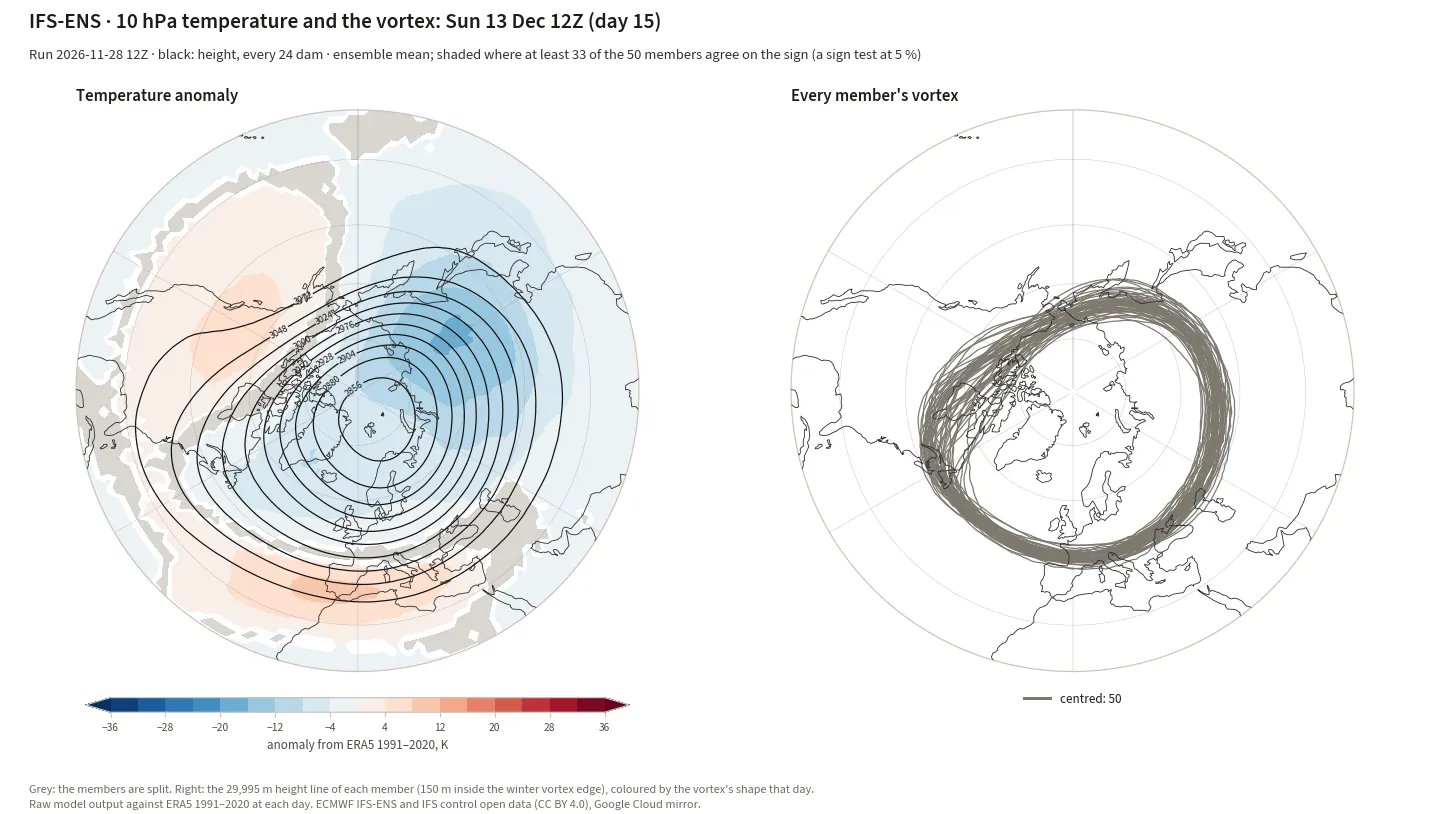 IFS-ENS · 10 hPa temperature and the vortex: Sun 13 Dec 12Z (day 15)
Run 2026-11-28 12Z · black: height, every 24 dam · ensemble mean; shaded where at least 33 of the 50 members agree on the sign (a sign test at 5 %)
Temperature anomaly
Every member's vortex
3024
2976
3048
3000
2928
2904
2880
2856
centred: 50
−36 −28 −20 −12 −4 4 12 20 28 36
anomaly from ERA5 1991–2020, K
Grey: the members are split. Right: the 29,995 m height line of each member (150 m inside the winter vortex edge), coloured by the vortex's shape that day.
Raw model output against ERA5 1991–2020 at each day. ECMWF IFS-ENS and IFS control open data (CC BY 4.0), Google Cloud mirror.